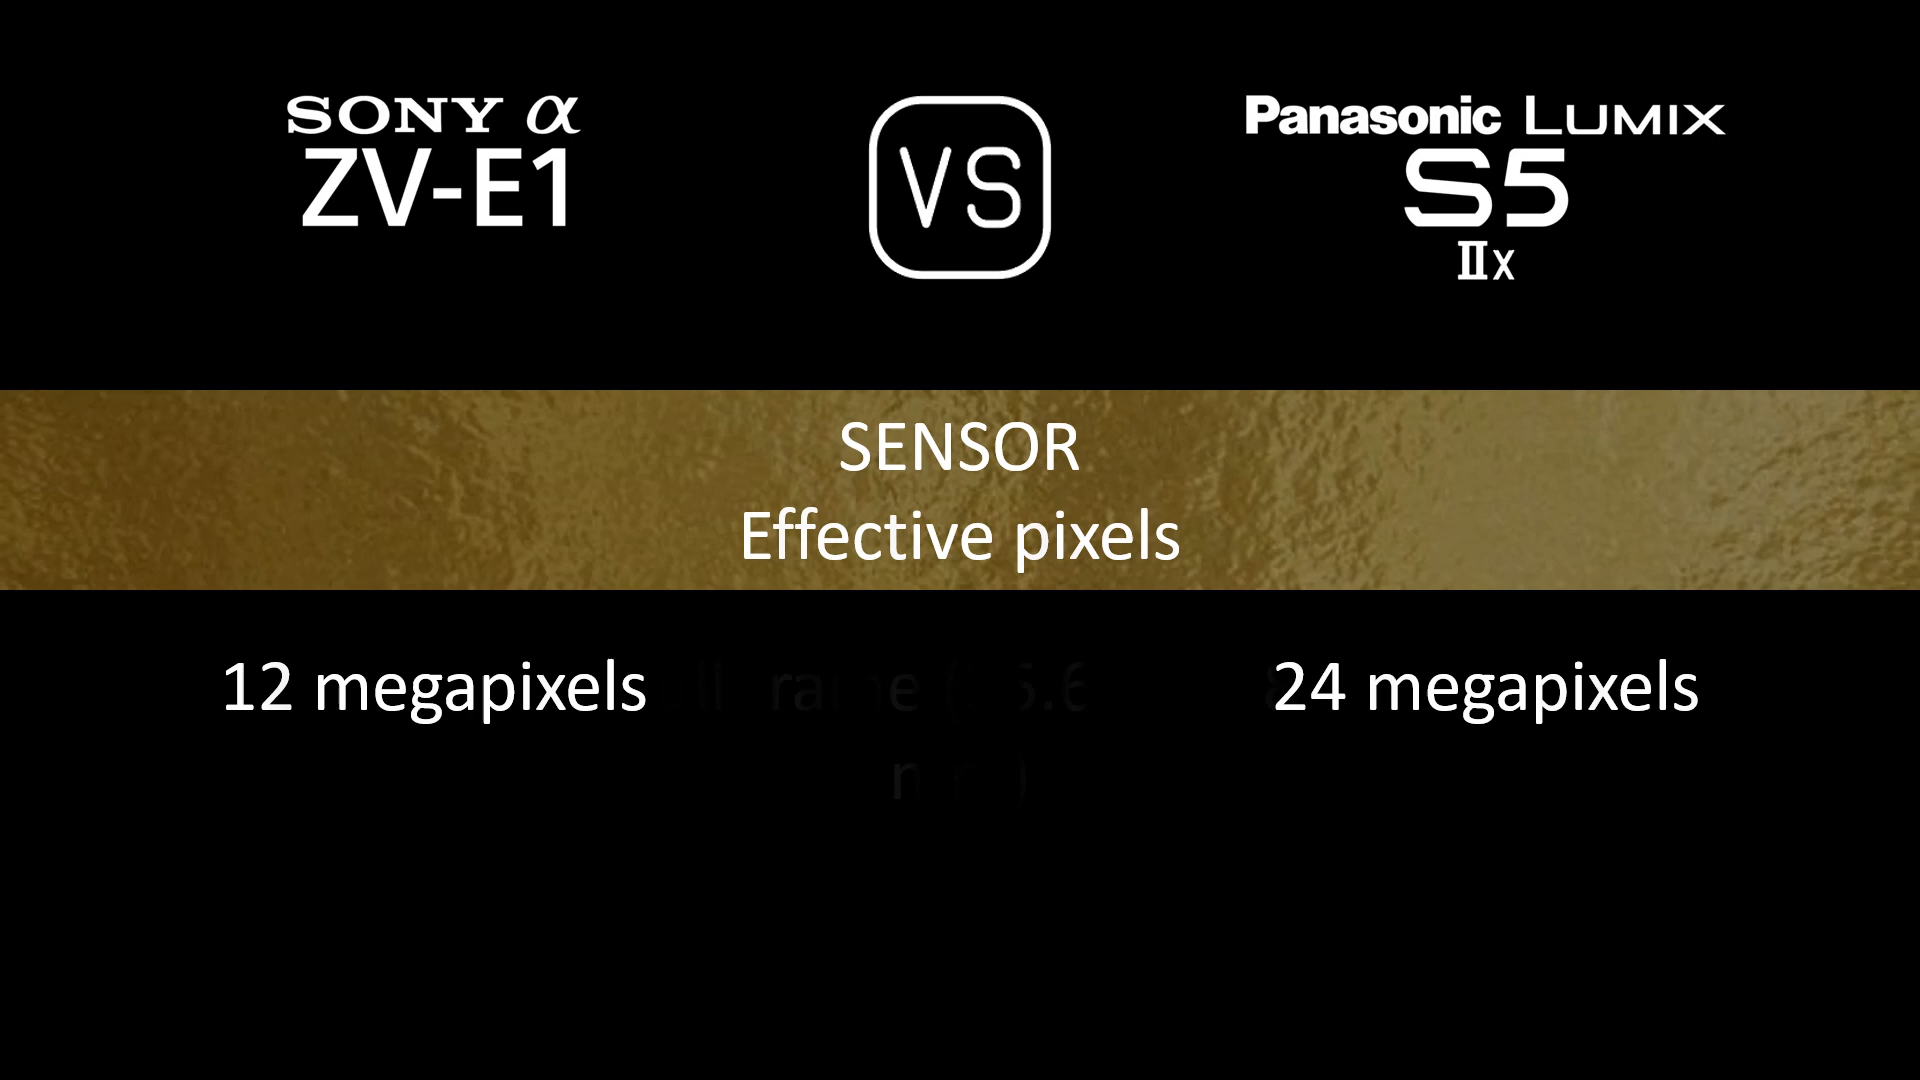 SONY α
ZV-E1
VS
Panasonic LUMIX
S5
IIx
SENSOR
Effective pixels
12 megapixels
24 megapixels